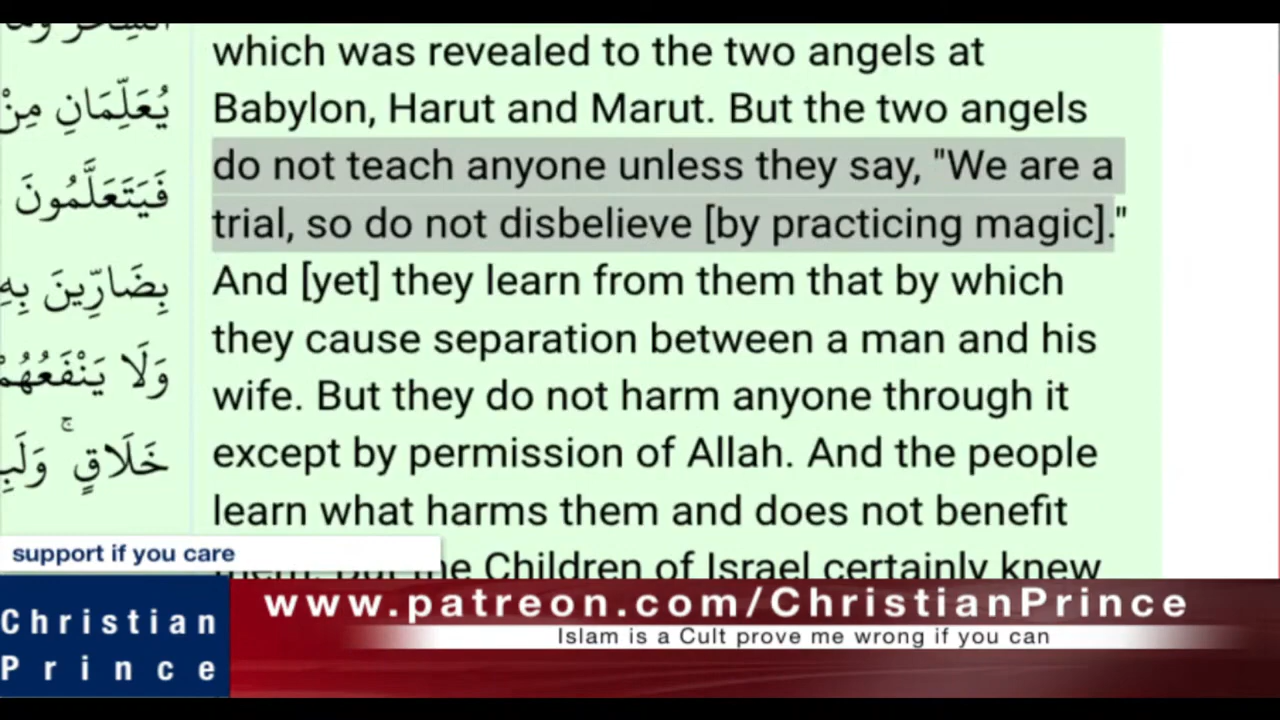 which was revealed to the two angels at
Babylon, Harut and Marut. But the two angels
do not teach anyone unless they say, "We are a
trial, so do not disbelieve [by practicing magic]."
And [yet] they learn from them that by which
they cause separation between a man and his
wife. But they do not harm anyone through it
except by permission of Allah. And the people
learn what harms them and does not benefit
them. But the Children of Israel certainly knew
يُعَلِّمَانِ مِنْ
فَيَتَعَلَّمُونَ
بِضَارِّينَ بِهِ
وَلَا يَنْفَعُهُمْ
خَلَاقٍ ۚ
support if you care
Christian
Prince
www.patreon.com/ChristianPrince
Islam is a Cult prove me wrong if you can